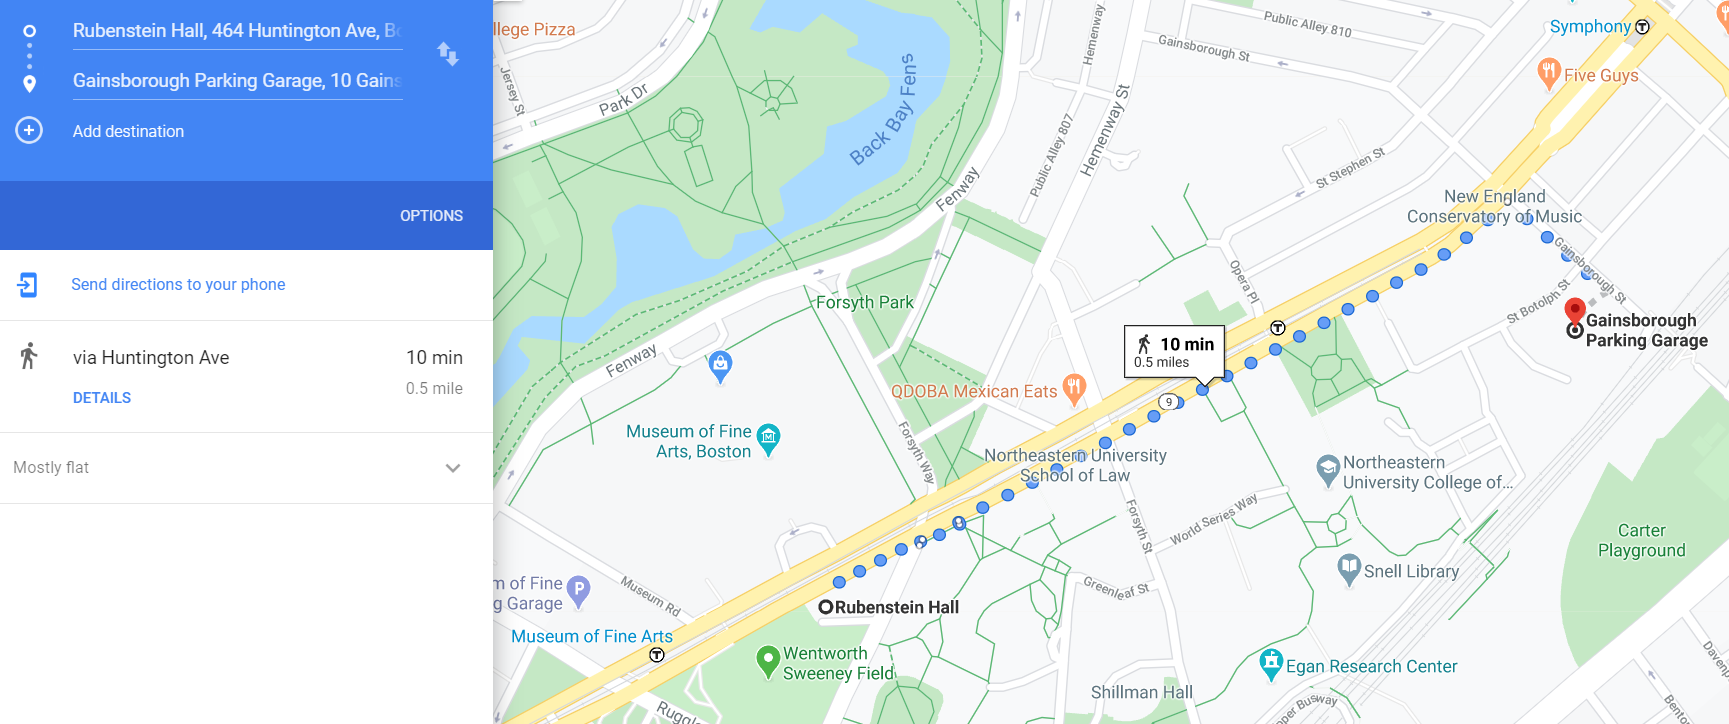 Rubenstein Hall, 464 Huntington Ave, Bo
Gainsborough Parking Garage, 10 Gains
Add destination
OPTIONS
Send directions to your phone
via Huntington Ave
10 min
0.5 mile
DETAILS
Mostly flat
llege Pizza
Jersey St
Park Dr
Back Bay Fens
Fenway
Hemenway
Hemenway St
Public Alley 807
Public Alley 810
Gainsborough St
Symphony
T
Five Guys
St Stephen St
New England
Conservatory of Music
Gainsborough St
Opera Pl
St Botolph St
Gainsborough
Parking Garage
Forsyth Park
Fenway
T
10 min
0.5 miles
QDOBA Mexican Eats
9
Museum of Fine
Arts, Boston
Forsyth Way
Northeastern University
School of Law
Northeastern
University College of...
World Series Way
Forsyth St
Carter
Playground
Snell Library
Greenleaf St
m of Fine
g Garage
P
Museum Rd
Rubenstein Hall
Museum of Fine Arts
T
Wentworth
Sweeney Field
Egan Research Center
Shillman Hall
Ruggle
per Busway
Davenpo
Bento